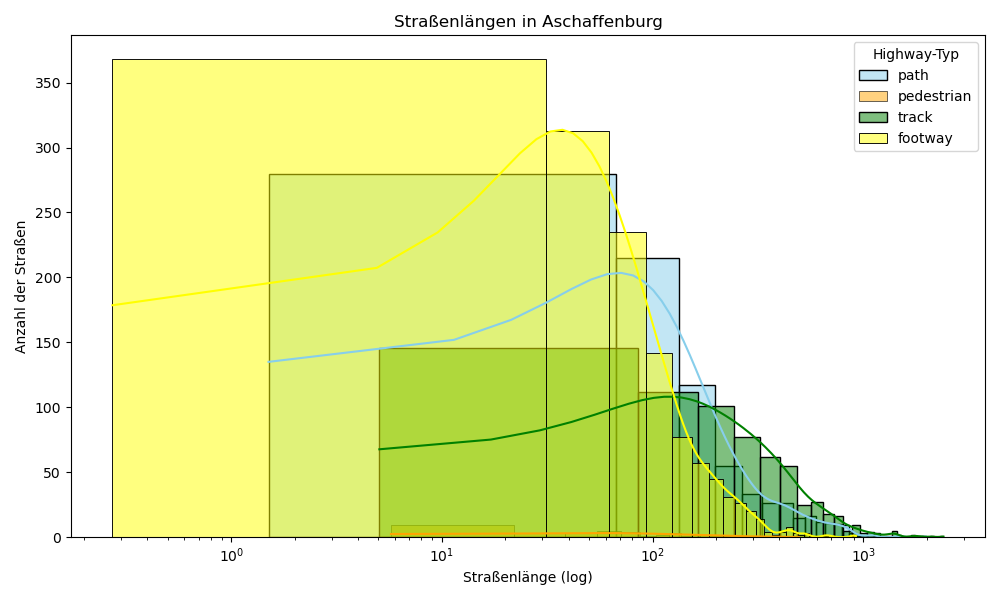 Straßenlängen in Aschaffenburg
Highway-Typ
path
pedestrian
track
footway
Anzahl der Straßen
350
300
250
200
150
100
50
0
10⁰
10¹
10²
10³
Straßenlänge (log)